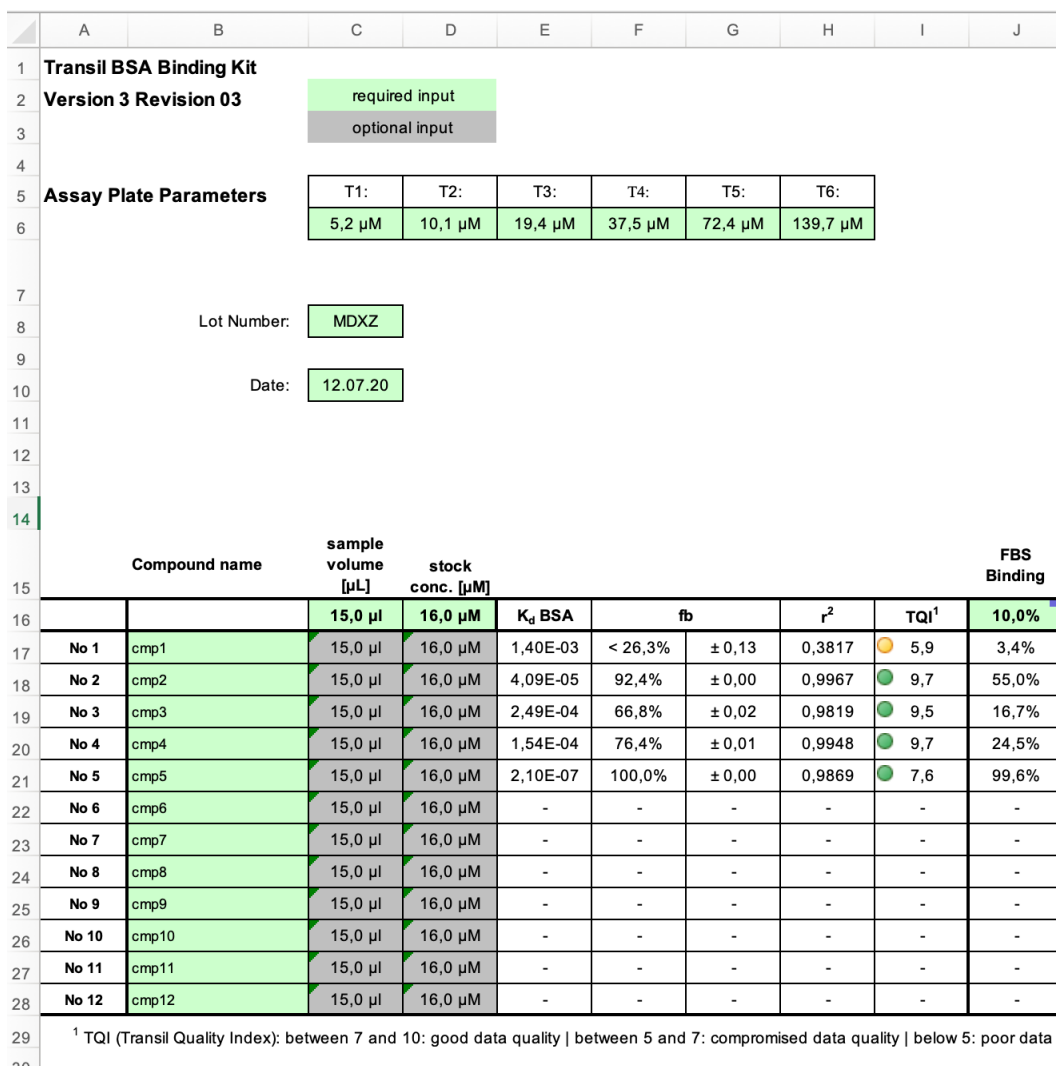 A B C D E F G H I J
1 Transil BSA Binding Kit
2 Version 3 Revision 03 required input
3 optional input
4
5 Assay Plate Parameters T1: T2: T3: T4: T5: T6:
6 5,2 µM 10,1 µM 19,4 µM 37,5 µM 72,4 µM 139,7 µM
7
8 Lot Number: MDXZ
9
10 Date: 12.07.20
11
12
13
14
15 Compound name sample volume [µL] stock conc. [µM] FBS Binding
16 15,0 µl 16,0 µM Kd BSA fb r² TQI¹ 10,0%
17 No 1 cmp1 15,0 µl 16,0 µM 1,40E-03 < 26,3% ± 0,13 0,3817 5,9 3,4%
18 No 2 cmp2 15,0 µl 16,0 µM 4,09E-05 92,4% ± 0,00 0,9967 9,7 55,0%
19 No 3 cmp3 15,0 µl 16,0 µM 2,49E-04 66,8% ± 0,02 0,9819 9,5 16,7%
20 No 4 cmp4 15,0 µl 16,0 µM 1,54E-04 76,4% ± 0,01 0,9948 9,7 24,5%
21 No 5 cmp5 15,0 µl 16,0 µM 2,10E-07 100,0% ± 0,00 0,9869 7,6 99,6%
22 No 6 cmp6 15,0 µl 16,0 µM - - - - - -
23 No 7 cmp7 15,0 µl 16,0 µM - - - - - -
24 No 8 cmp8 15,0 µl 16,0 µM - - - - - -
25 No 9 cmp9 15,0 µl 16,0 µM - - - - - -
26 No 10 cmp10 15,0 µl 16,0 µM - - - - - -
27 No 11 cmp11 15,0 µl 16,0 µM - - - - - -
28 No 12 cmp12 15,0 µl 16,0 µM - - - - - -
29 ¹ TQI (Transil Quality Index): between 7 and 10: good data quality | between 5 and 7: compromised data quality | below 5: poor data